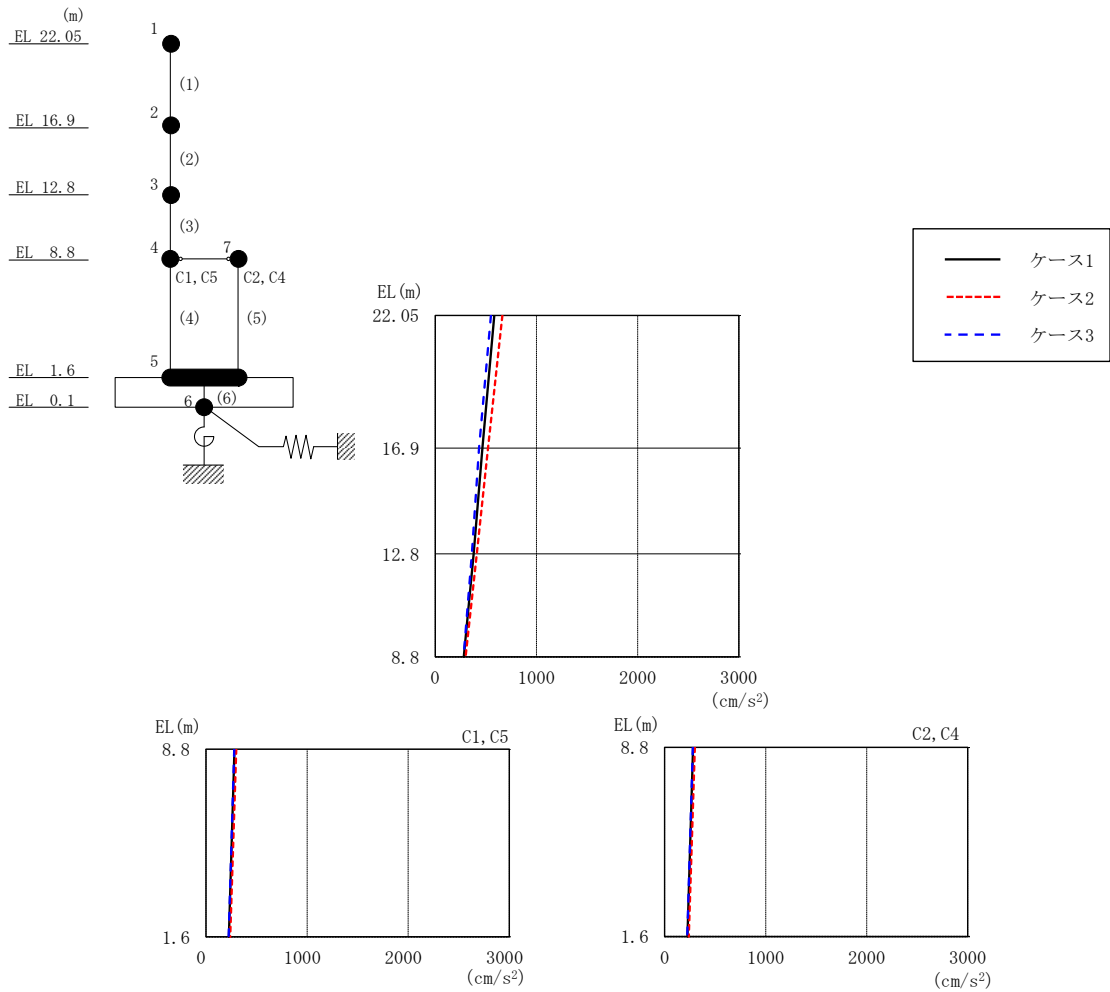 (m)
EL 22.05
1
(1)
EL 16.9
2
(2)
EL 12.8
3
(3)
EL 8.8
4
7
C1,C5
C2,C4
(4)
(5)
EL 1.6
5
EL 0.1
6
(6)
ケース1
ケース2
ケース3
EL(m)
22.05
16.9
12.8
8.8
0 1000 2000 3000
(cm/s²)
EL(m)
C1,C5
8.8
1.6
0 1000 2000 3000
(cm/s²)
EL(m)
C2,C4
8.8
1.6
0 1000 2000 3000
(cm/s²)